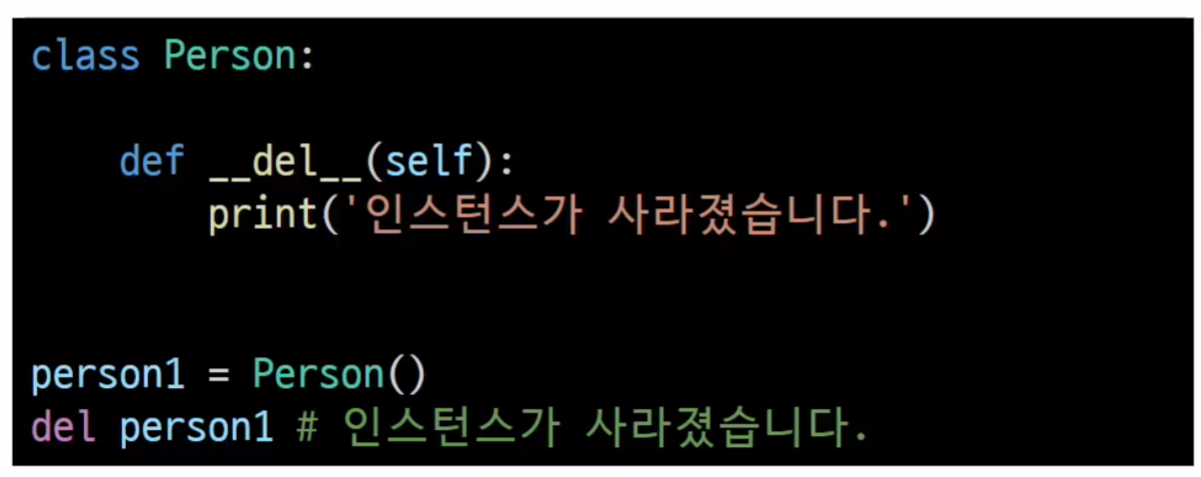 class Person:
def __del__(self):
print('인스턴스가 사라졌습니다.')
person1 = Person()
del person1 # 인스턴스가 사라졌습니다.